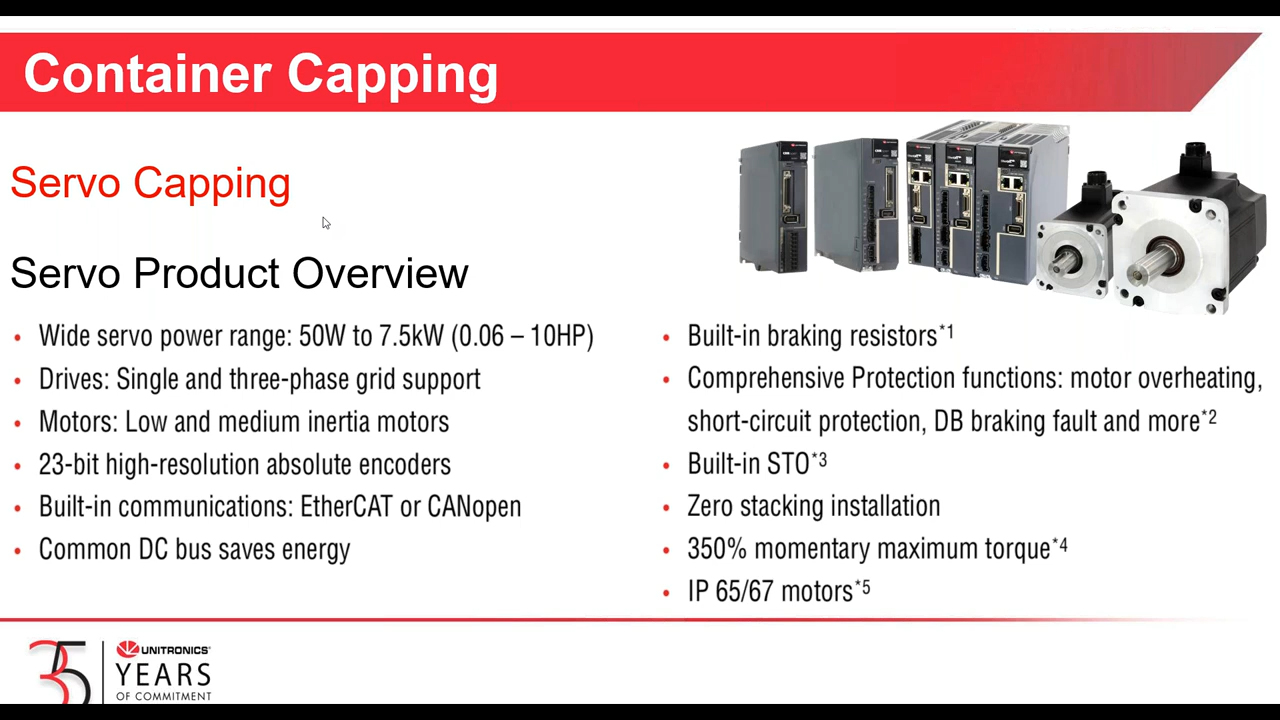 Container Capping
Servo Capping
Servo Product Overview
• Wide servo power range: 50W to 7.5kW (0.06 – 10HP)
• Drives: Single and three-phase grid support
• Motors: Low and medium inertia motors
• 23-bit high-resolution absolute encoders
• Built-in communications: EtherCAT or CANopen
• Common DC bus saves energy
• Built-in braking resistors*1
• Comprehensive Protection functions: motor overheating,
short-circuit protection, DB braking fault and more*2
• Built-in STO*3
• Zero stacking installation
• 350% momentary maximum torque*4
• IP 65/67 motors*5
35
UNITRONICS
YEARS
OF COMMITMENT